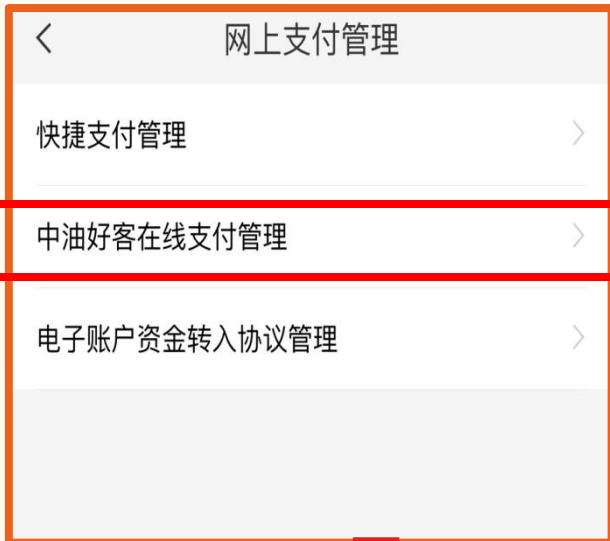 网上支付管理
快捷支付管理
中油好客在线支付管理
电子账户资金转入协议管理